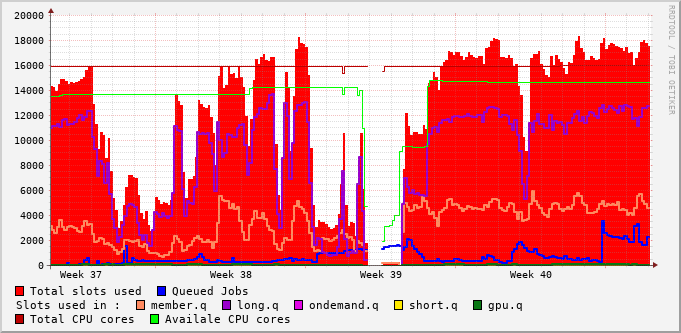 20000
18000
16000
14000
12000
10000
8000
6000
4000
2000
0
Week 37 Week 38 Week 39 Week 40
Total slots used Queued Jobs
Slots used in : member.q long.q ondemand.q short.q gpu.q
Total CPU cores Availale CPU cores
RRDTOOL / TOBI OETIKER